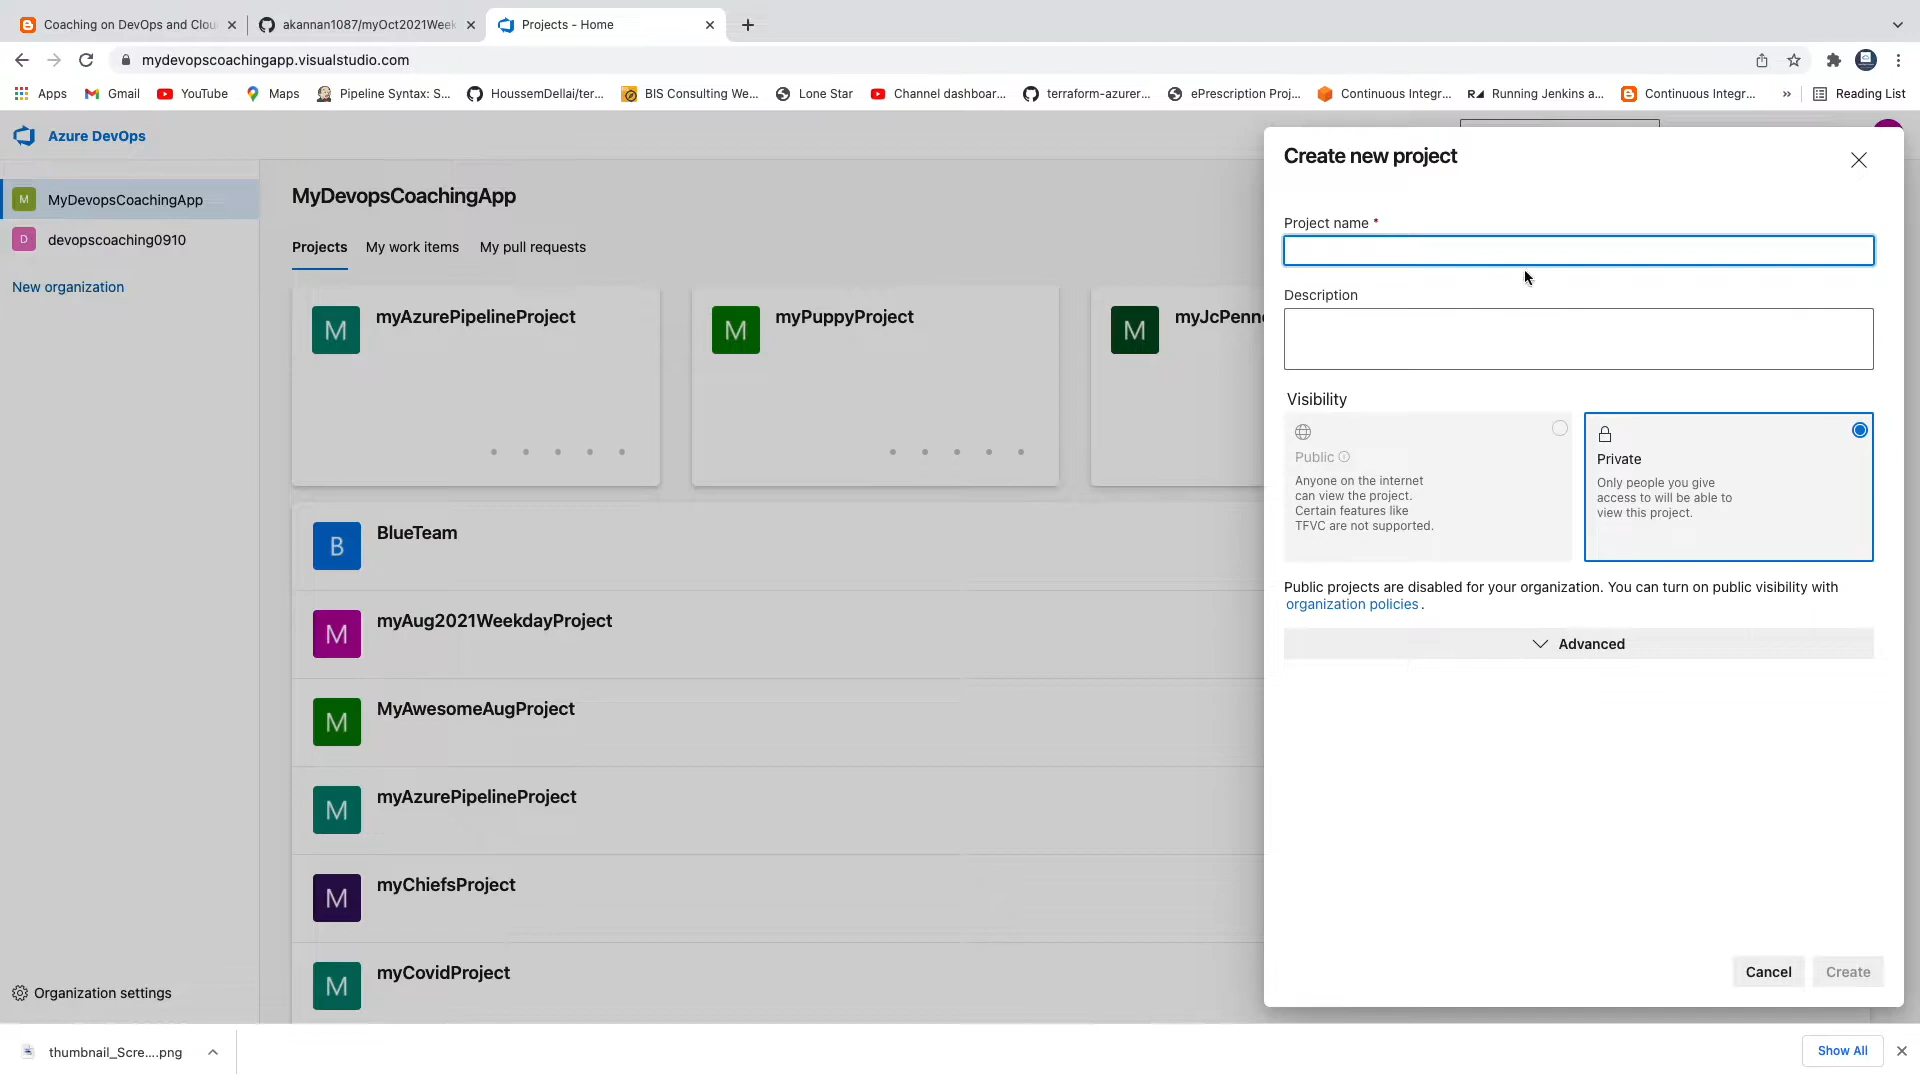 Coaching on DevOps and Clou
akannan1087/myOct2021Week
Projects - Home
mydevopscoachingapp.visualstudio.com
Apps
Gmail
YouTube
Maps
Pipeline Syntax: S...
HoussemDellai/ter...
BIS Consulting We...
Lone Star
Channel dashboar...
terraform-azurer...
ePrescription Proj...
Continuous Integr...
Running Jenkins a...
Continuous Integr...
»
Reading List
Azure DevOps
M MyDevopsCoachingApp
D devopscoaching0910
New organization
Organization settings
MyDevopsCoachingApp
Projects My work items My pull requests
M myAzurePipelineProject
M myPuppyProject
M myJcPenn
B BlueTeam
M myAug2021WeekdayProject
M MyAwesomeAugProject
M myAzurePipelineProject
M myChiefsProject
M myCovidProject
Create new project
Project name *
Description
Visibility
Public
Anyone on the internet
can view the project.
Certain features like
TFVC are not supported.
Private
Only people you give
access to will be able to
view this project.
Public projects are disabled for your organization. You can turn on public visibility with
organization policies.
Advanced
Cancel Create
thumbnail_Scre....png
Show All